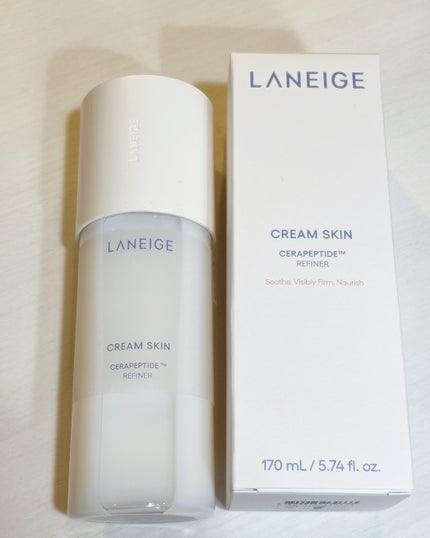 LANEIGE
LANEIGE
CREAM SKIN
CERAPEPTIDE™
REFINER
LANEIGE
CREAM SKIN
CERAPEPTIDE™
REFINER
Soothe, Visibly Firm, Nourish
170 mL / 5.74 fl. oz.